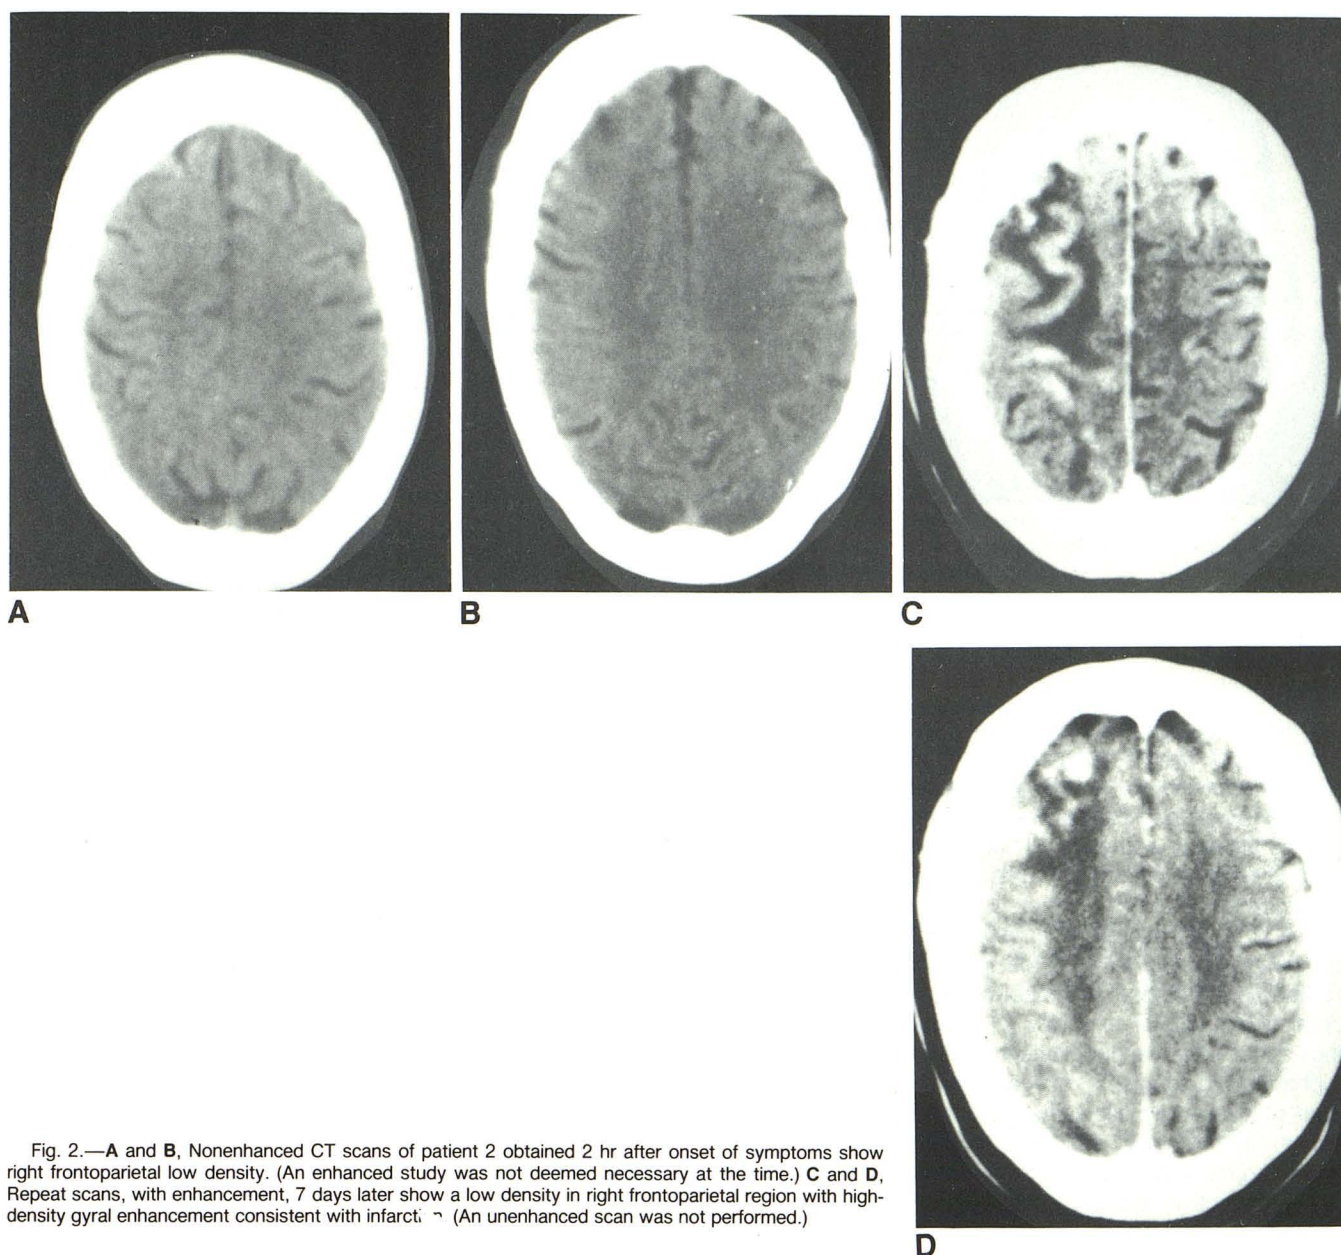 A
B
C
D
Fig. 2.—A and B, Nonenhanced CT scans of patient 2 obtained 2 hr after onset of symptoms show
right frontoparietal low density. (An enhanced study was not deemed necessary at the time.) C and D,
Repeat scans, with enhancement, 7 days later show a low density in right frontoparietal region with high-
density gyral enhancement consistent with (An unenhanced scan was not performed.)